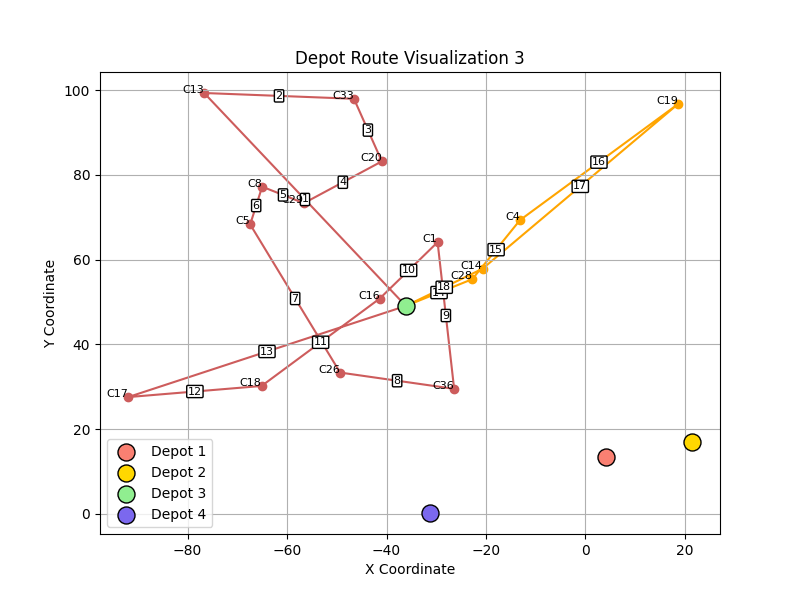 Depot Route Visualization 3
100
80
60
40
20
0
Y Coordinate
−80
−60
−40
−20
0
20
X Coordinate
C13
2
C33
3
C20
4
C8
5
C29
1
6
C5
7
C19
16
17
C4
15
C14
C28
18
C1
10
9
C16
11
13
C26
8
C36
C18
12
C17
Depot 1
Depot 2
Depot 3
Depot 4